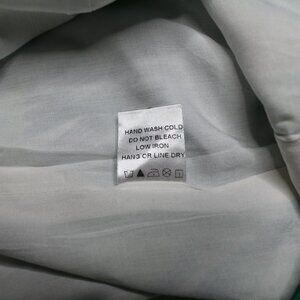 HAND WASH COLD
DO NOT BLEACH
LOW IRON
HANG OR LINE DRY